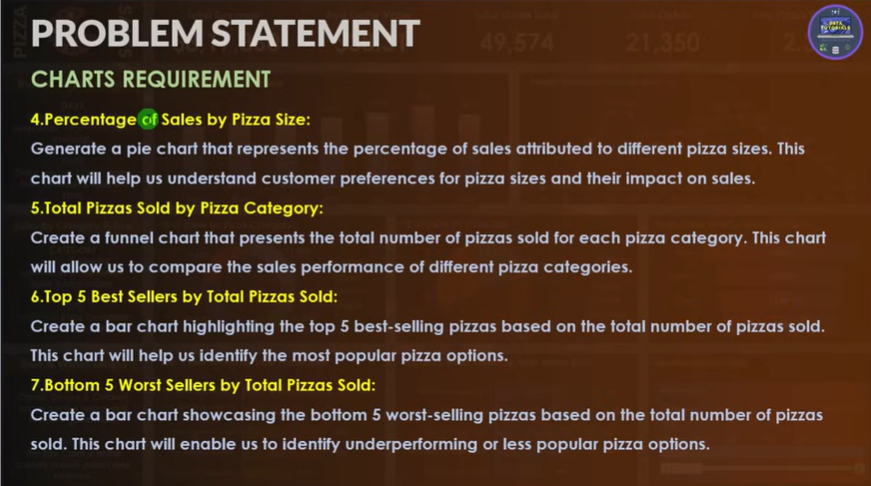 PROBLEM STATEMENT
CHARTS REQUIREMENT
4.Percentage of Sales by Pizza Size:
Generate a pie chart that represents the percentage of sales attributed to different pizza sizes. This
chart will help us understand customer preferences for pizza sizes and their impact on sales.
5.Total Pizzas Sold by Pizza Category:
Create a funnel chart that presents the total number of pizzas sold for each pizza category. This chart
will allow us to compare the sales performance of different pizza categories.
6.Top 5 Best Sellers by Total Pizzas Sold:
Create a bar chart highlighting the top 5 best-selling pizzas based on the total number of pizzas sold.
This chart will help us identify the most popular pizza options.
7.Bottom 5 Worst Sellers by Total Pizzas Sold:
Create a bar chart showcasing the bottom 5 worst-selling pizzas based on the total number of pizzas
sold. This chart will enable us to identify underperforming or less popular pizza options.
PIZZA
49,574
21,350
DATA
TUTORIALS